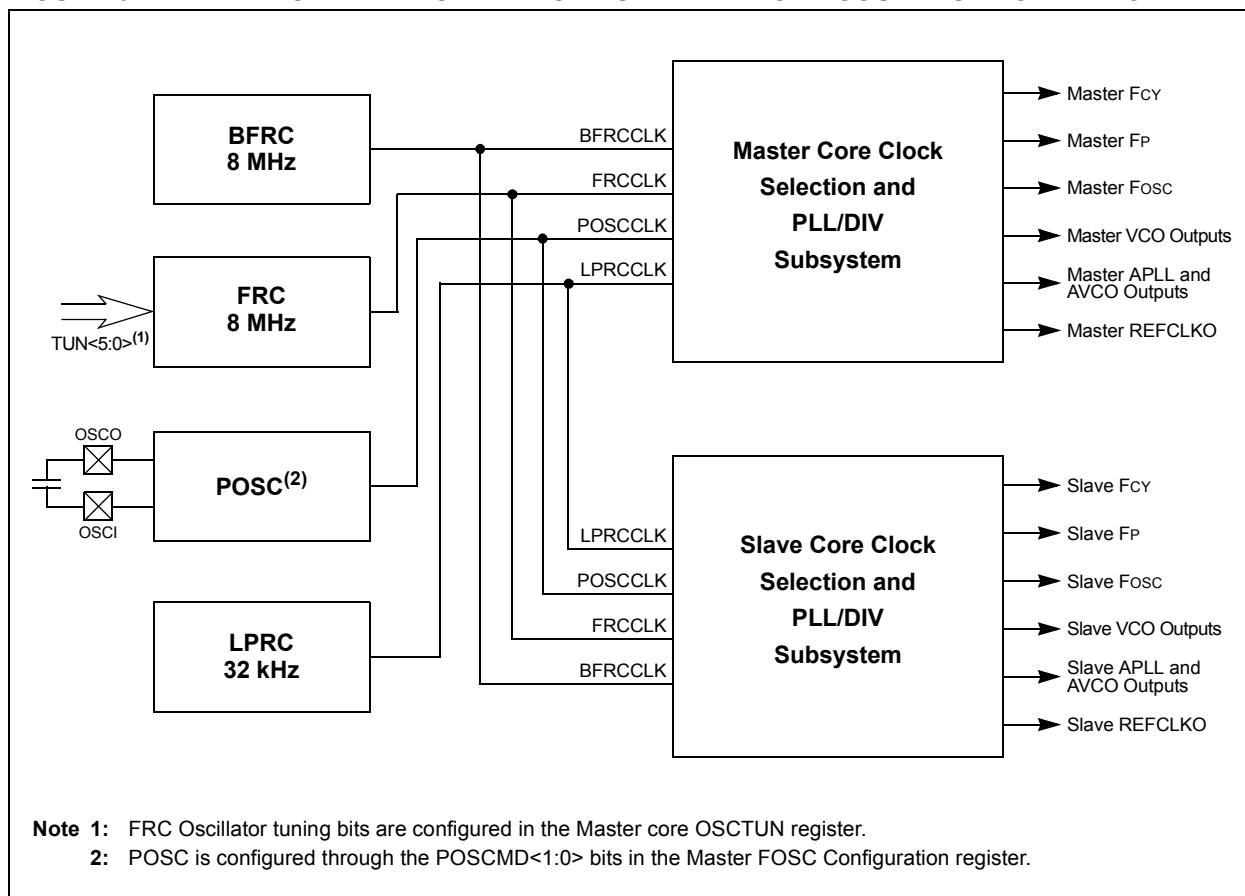 BFRC
8 MHz
FRC
8 MHz
TUN<5:0>(1)
OSCO
OSCI
POSC(2)
LPRC
32 kHz
BFRCCLK
FRCCLK
POSCCLK
LPRCCLK
Master Core Clock
Selection and
PLL/DIV
Subsystem
Master FCY
Master FP
Master FOSC
Master VCO Outputs
Master APLL and
AVCO Outputs
Master REFCLKO
LPRCCLK
POSCCLK
FRCCLK
BFRCCLK
Slave Core Clock
Selection and
PLL/DIV
Subsystem
Slave FCY
Slave FP
Slave FOSC
Slave VCO Outputs
Slave APLL and
AVCO Outputs
Slave REFCLKO
Note 1: FRC Oscillator tuning bits are configured in the Master core OSCTUN register.
2: POSC is configured through the POSCMD<1:0> bits in the Master FOSC Configuration register.